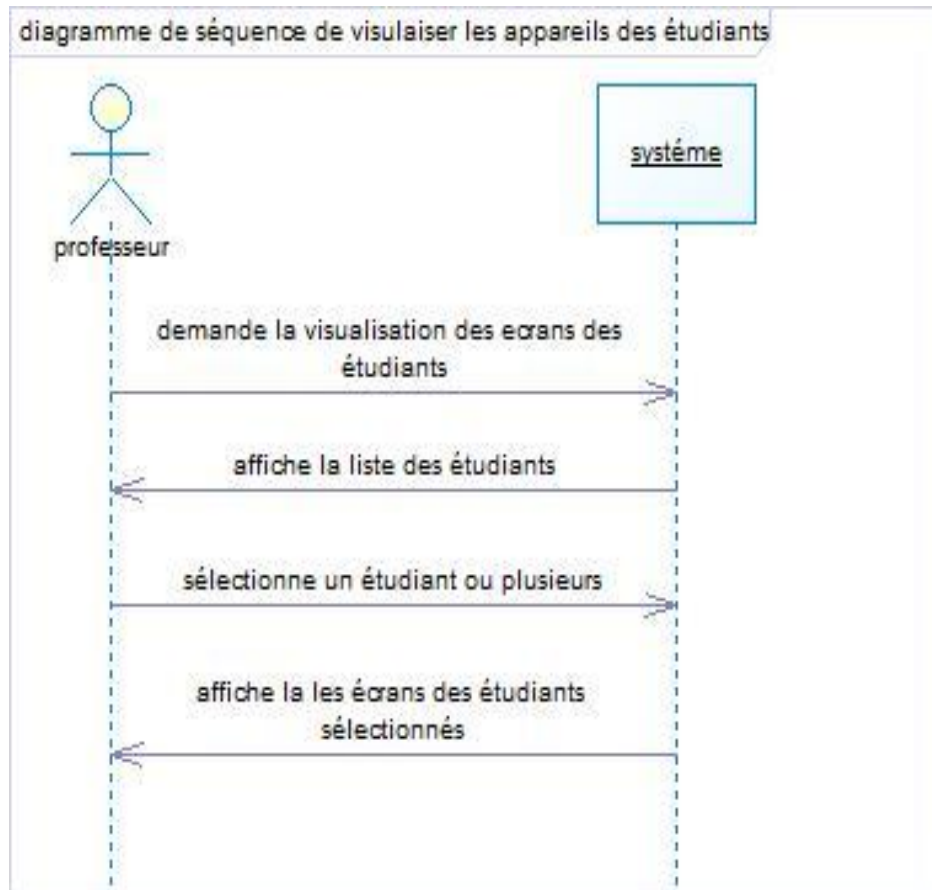 diagramme de séquence de visulaiser les appareils des étudiants
systéme
professeur
demande la visualisation des ecrans des
étudiants
affiche la liste des étudiants
sélectionne un étudiant ou plusieurs
affiche la les écrans des étudiants
sélectionnés